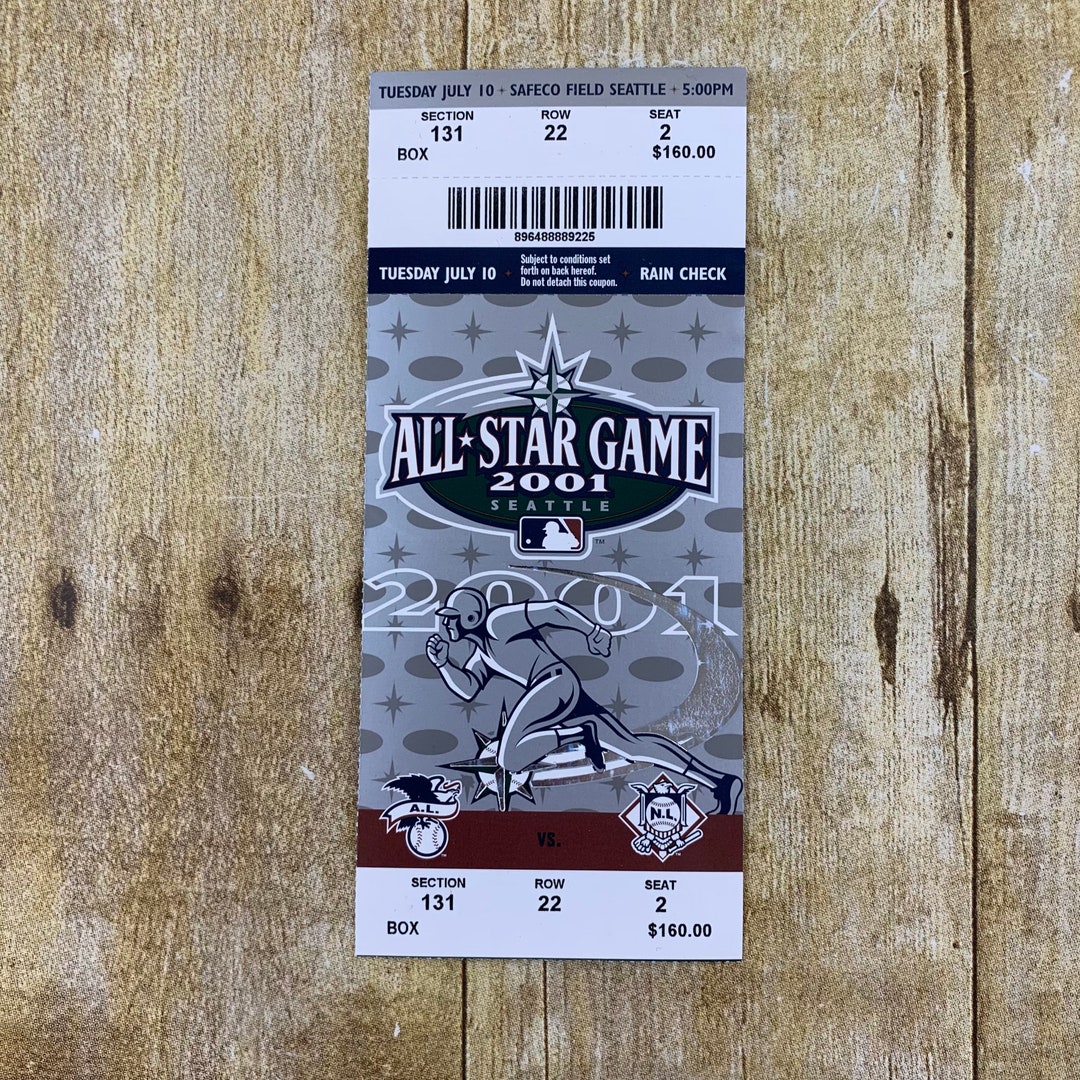 TUESDAY JULY 10 ✦ SAFECO FIELD SEATTLE ✦ 5:00PM
SECTION ROW SEAT
131 22 2
BOX $160.00
896488889225
TUESDAY JULY 10 ✦ Subject to conditions set
forth on back hereof.
Do not detach this coupon. ✦ RAIN CHECK
ALL★STAR GAME
2001
SEATTLE
TM
2001
A.L.
N.L.
VS.
SECTION ROW SEAT
131 22 2
BOX $160.00